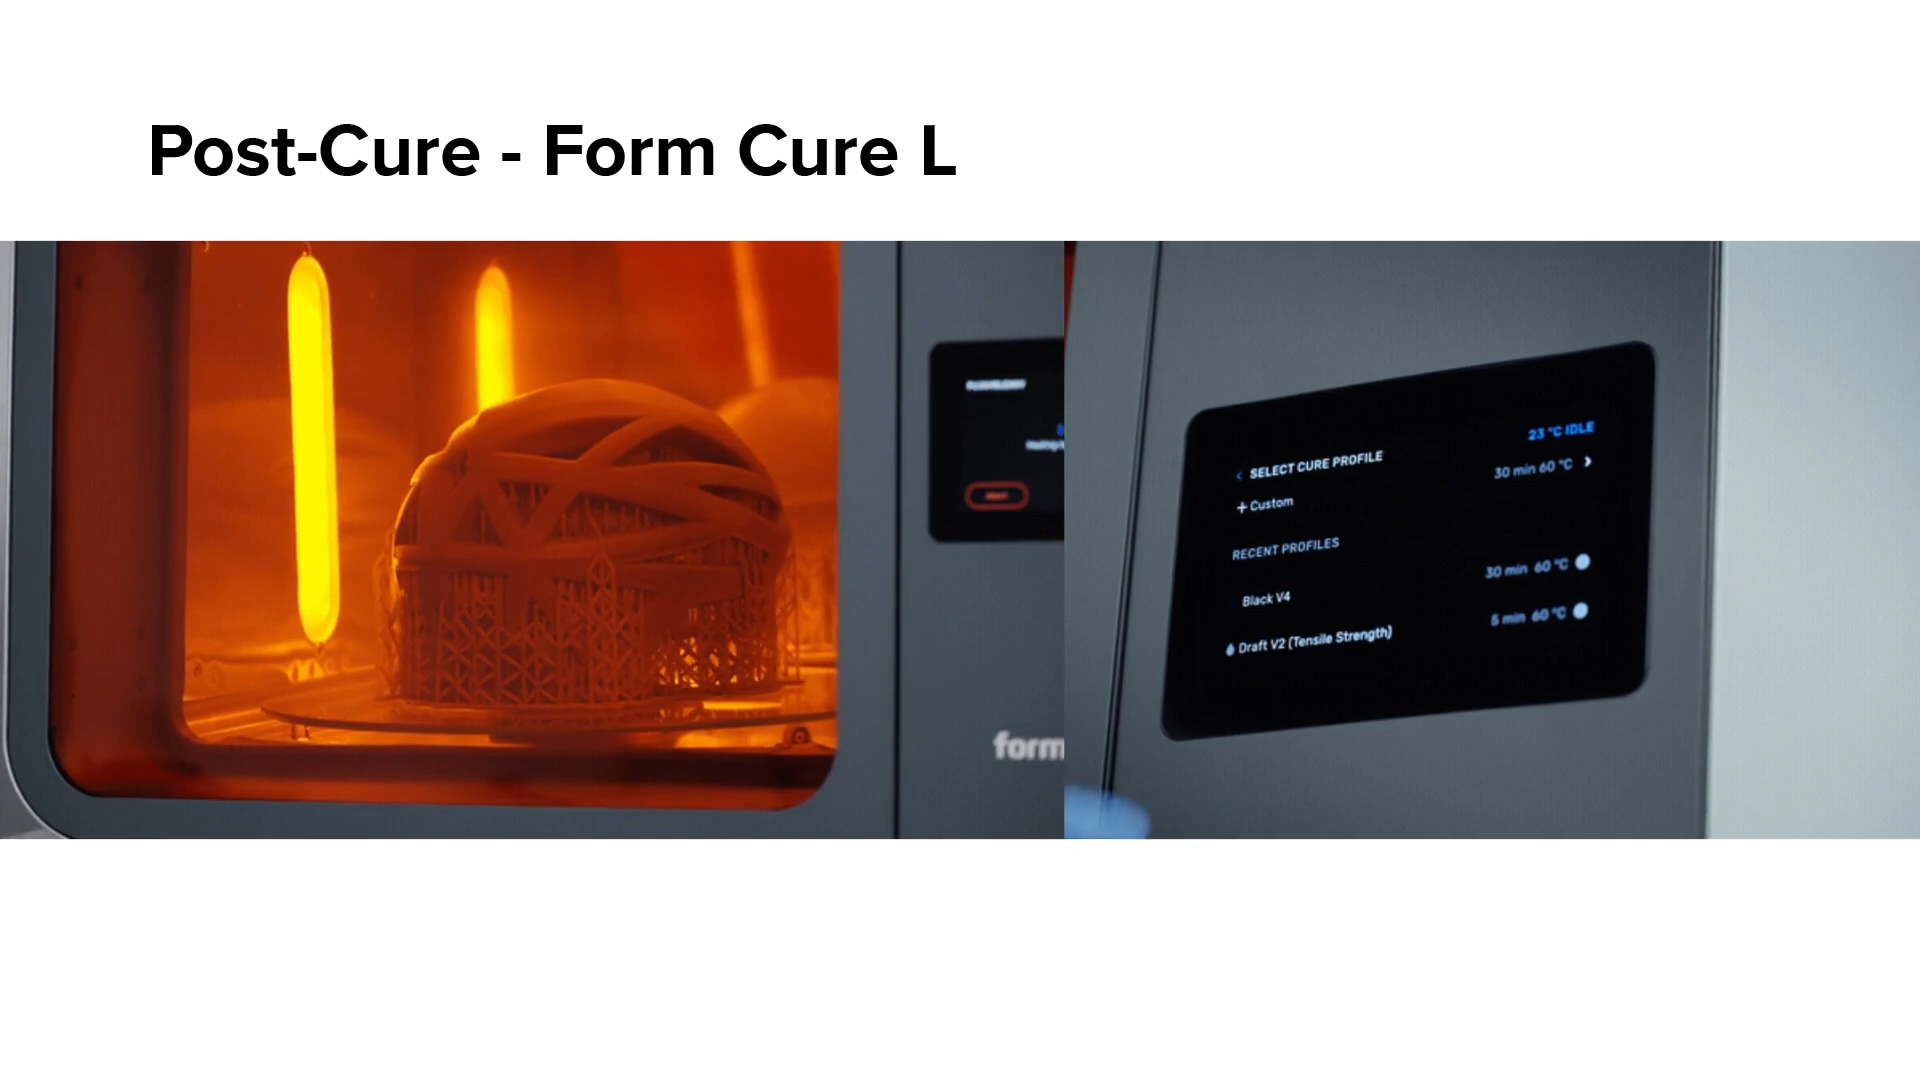 Post-Cure - Form Cure L
form
23 °C IDLE
< SELECT CURE PROFILE
30 min 60 °C >
+ Custom
RECENT PROFILES
30 min 60 °C
Black V4
5 min 60 °C
Draft V2 (Tensile Strength)